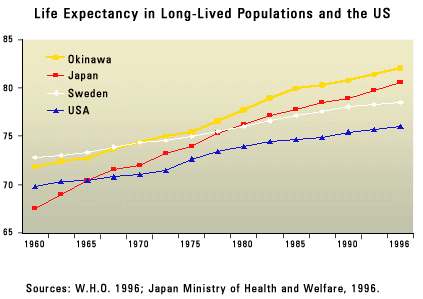 Life Expectancy in Long-Lived Populations and the US
85
80
75
70
65
Okinawa
Japan
Sweden
USA
1960 1965 1970 1975 1980 1985 1990 1996
Sources: W.H.O. 1996; Japan Ministry of Health and Welfare, 1996.